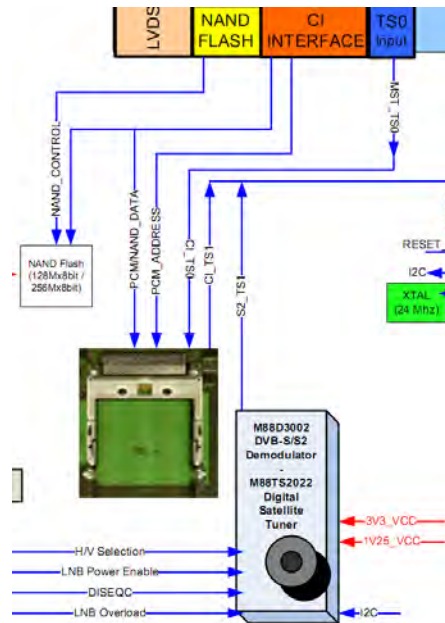 LVDS
NAND
FLASH
CI
INTERFACE
TS0
Input
NAND_CONTROL
PCM/NAND_DATA
PCM_ADDRESS
CI_TS0
CI_TS1
S2_TS1
MST_TS0
RESET_
I2C
XTAL
(24 Mhz)
NAND Flash
(128Mx8bit /
256Mx8bit)
M88D3002
DVB-S/S2
Demodulator
-
M88TS2022
Digital
Satellite
Tuner
3V3_VCC
1V25_VCC
H/V Selection
LNB Power Enable
DISEQC
LNB Overload
I2C